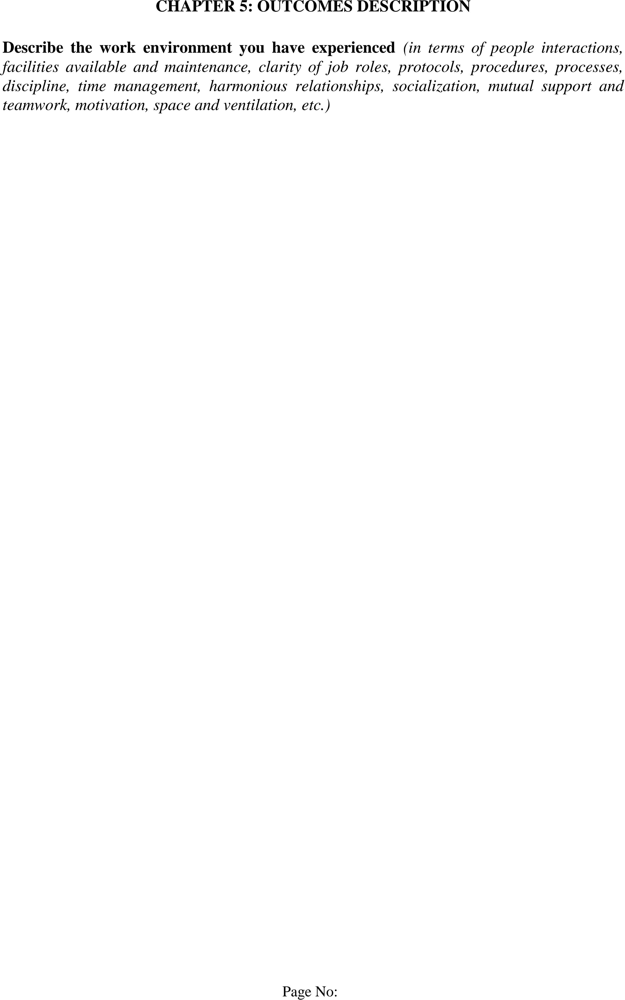 CHAPTER 5: OUTCOMES DESCRIPTION
Describe the work environment you have experienced (in terms of people interactions,
facilities available and maintenance, clarity of job roles, protocols, procedures, processes,
discipline, time management, harmonious relationships, socialization, mutual support and
teamwork, motivation, space and ventilation, etc.)
Page No: